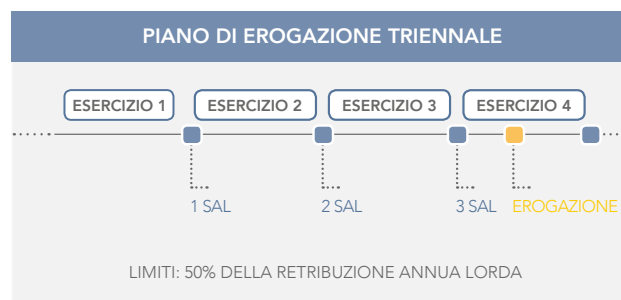 PIANO DI EROGAZIONE TRIENNALE
ESERCIZIO 1 ESERCIZIO 2 ESERCIZIO 3 ESERCIZIO 4
1 SAL 2 SAL 3 SAL EROGAZIONE
LIMITI: 50% DELLA RETRIBUZIONE ANNUA LORDA